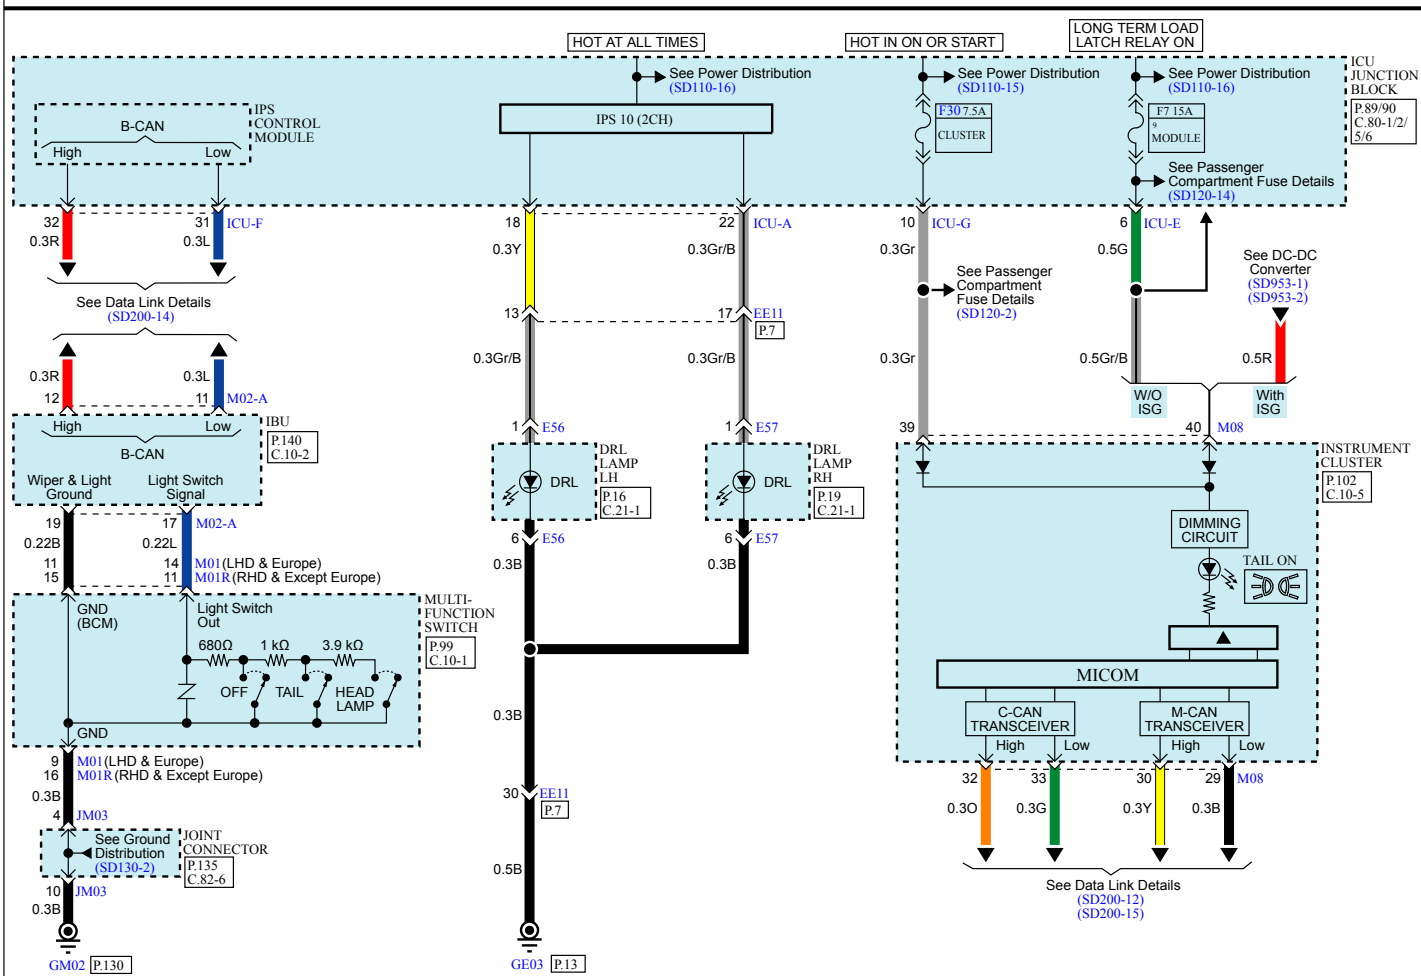 HOT AT ALL TIMES
HOT IN ON OR START
LONG TERM LOAD
LATCH RELAY ON
See Power Distribution
(SD110-16)
See Power Distribution
(SD110-15)
See Power Distribution
(SD110-16)
ICU
JUNCTION
BLOCK
P.89/90
C.80-1/2/
5/6
IPS
CONTROL
MODULE
B-CAN
High
Low
IPS 10 (2CH)
F30 7.5A
CLUSTER
F7 15A
9
MODULE
See Passenger
Compartment Fuse Details
(SD120-14)
32
31
ICU-F
18
22
ICU-A
10
ICU-G
6
ICU-E
0.3R
0.3L
0.3Y
0.3Gr/B
0.3Gr
0.5G
See Data Link Details
(SD200-14)
See Passenger
Compartment
Fuse Details
(SD120-2)
See DC-DC
Converter
(SD953-1)
(SD953-2)
13
17
EE11
P.7
0.3R
0.3L
0.3Gr/B
0.3Gr/B
0.3Gr
0.5Gr/B
0.5R
W/O
ISG
With
ISG
12
11
M02-A
High
Low
B-CAN
IBU
P.140
C.10-2
Wiper & Light
Ground
Light Switch
Signal
1
E56
1
E57
39
40
M08
DRL
DRL
LAMP
LH
P.16
C.21-1
DRL
DRL
LAMP
RH
P.19
C.21-1
INSTRUMENT
CLUSTER
P.102
C.10-5
19
17
M02-A
0.22B
0.22L
11
14
M01 (LHD & Europe)
15
11
M01R (RHD & Except Europe)
6
E56
6
E57
0.3B
0.3B
DIMMING
CIRCUIT
TAIL ON
GND
(BCM)
Light Switch
Out
MULTI-
FUNCTION
SWITCH
P.99
C.10-1
680Ω
1 kΩ
3.9 kΩ
OFF
TAIL
HEAD
LAMP
GND
MICOM
C-CAN
TRANSCEIVER
M-CAN
TRANSCEIVER
High
Low
High
Low
0.3B
9
M01 (LHD & Europe)
16
M01R (RHD & Except Europe)
0.3B
4
JM03
See Ground
Distribution
(SD130-2)
JOINT
CONNECTOR
P.135
C.82-6
10
JM03
0.3B
GM02
P.130
30
EE11
P.7
0.5B
GE03
P.13
32
33
30
29
M08
0.3O
0.3G
0.3Y
0.3B
See Data Link Details
(SD200-12)
(SD200-15)